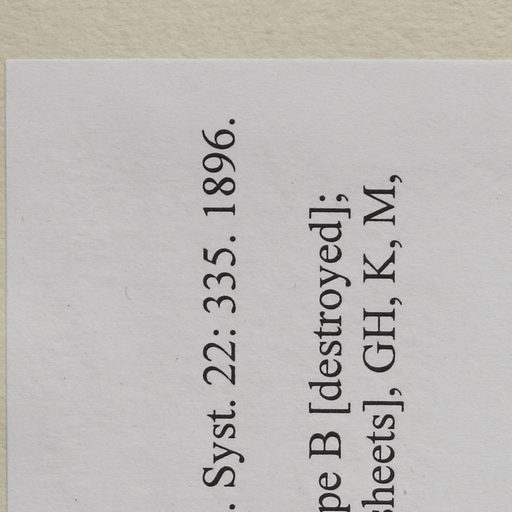 . Syst. 22: 335. 1896.
pe B [destroyed];
sheets], GH, K, M,